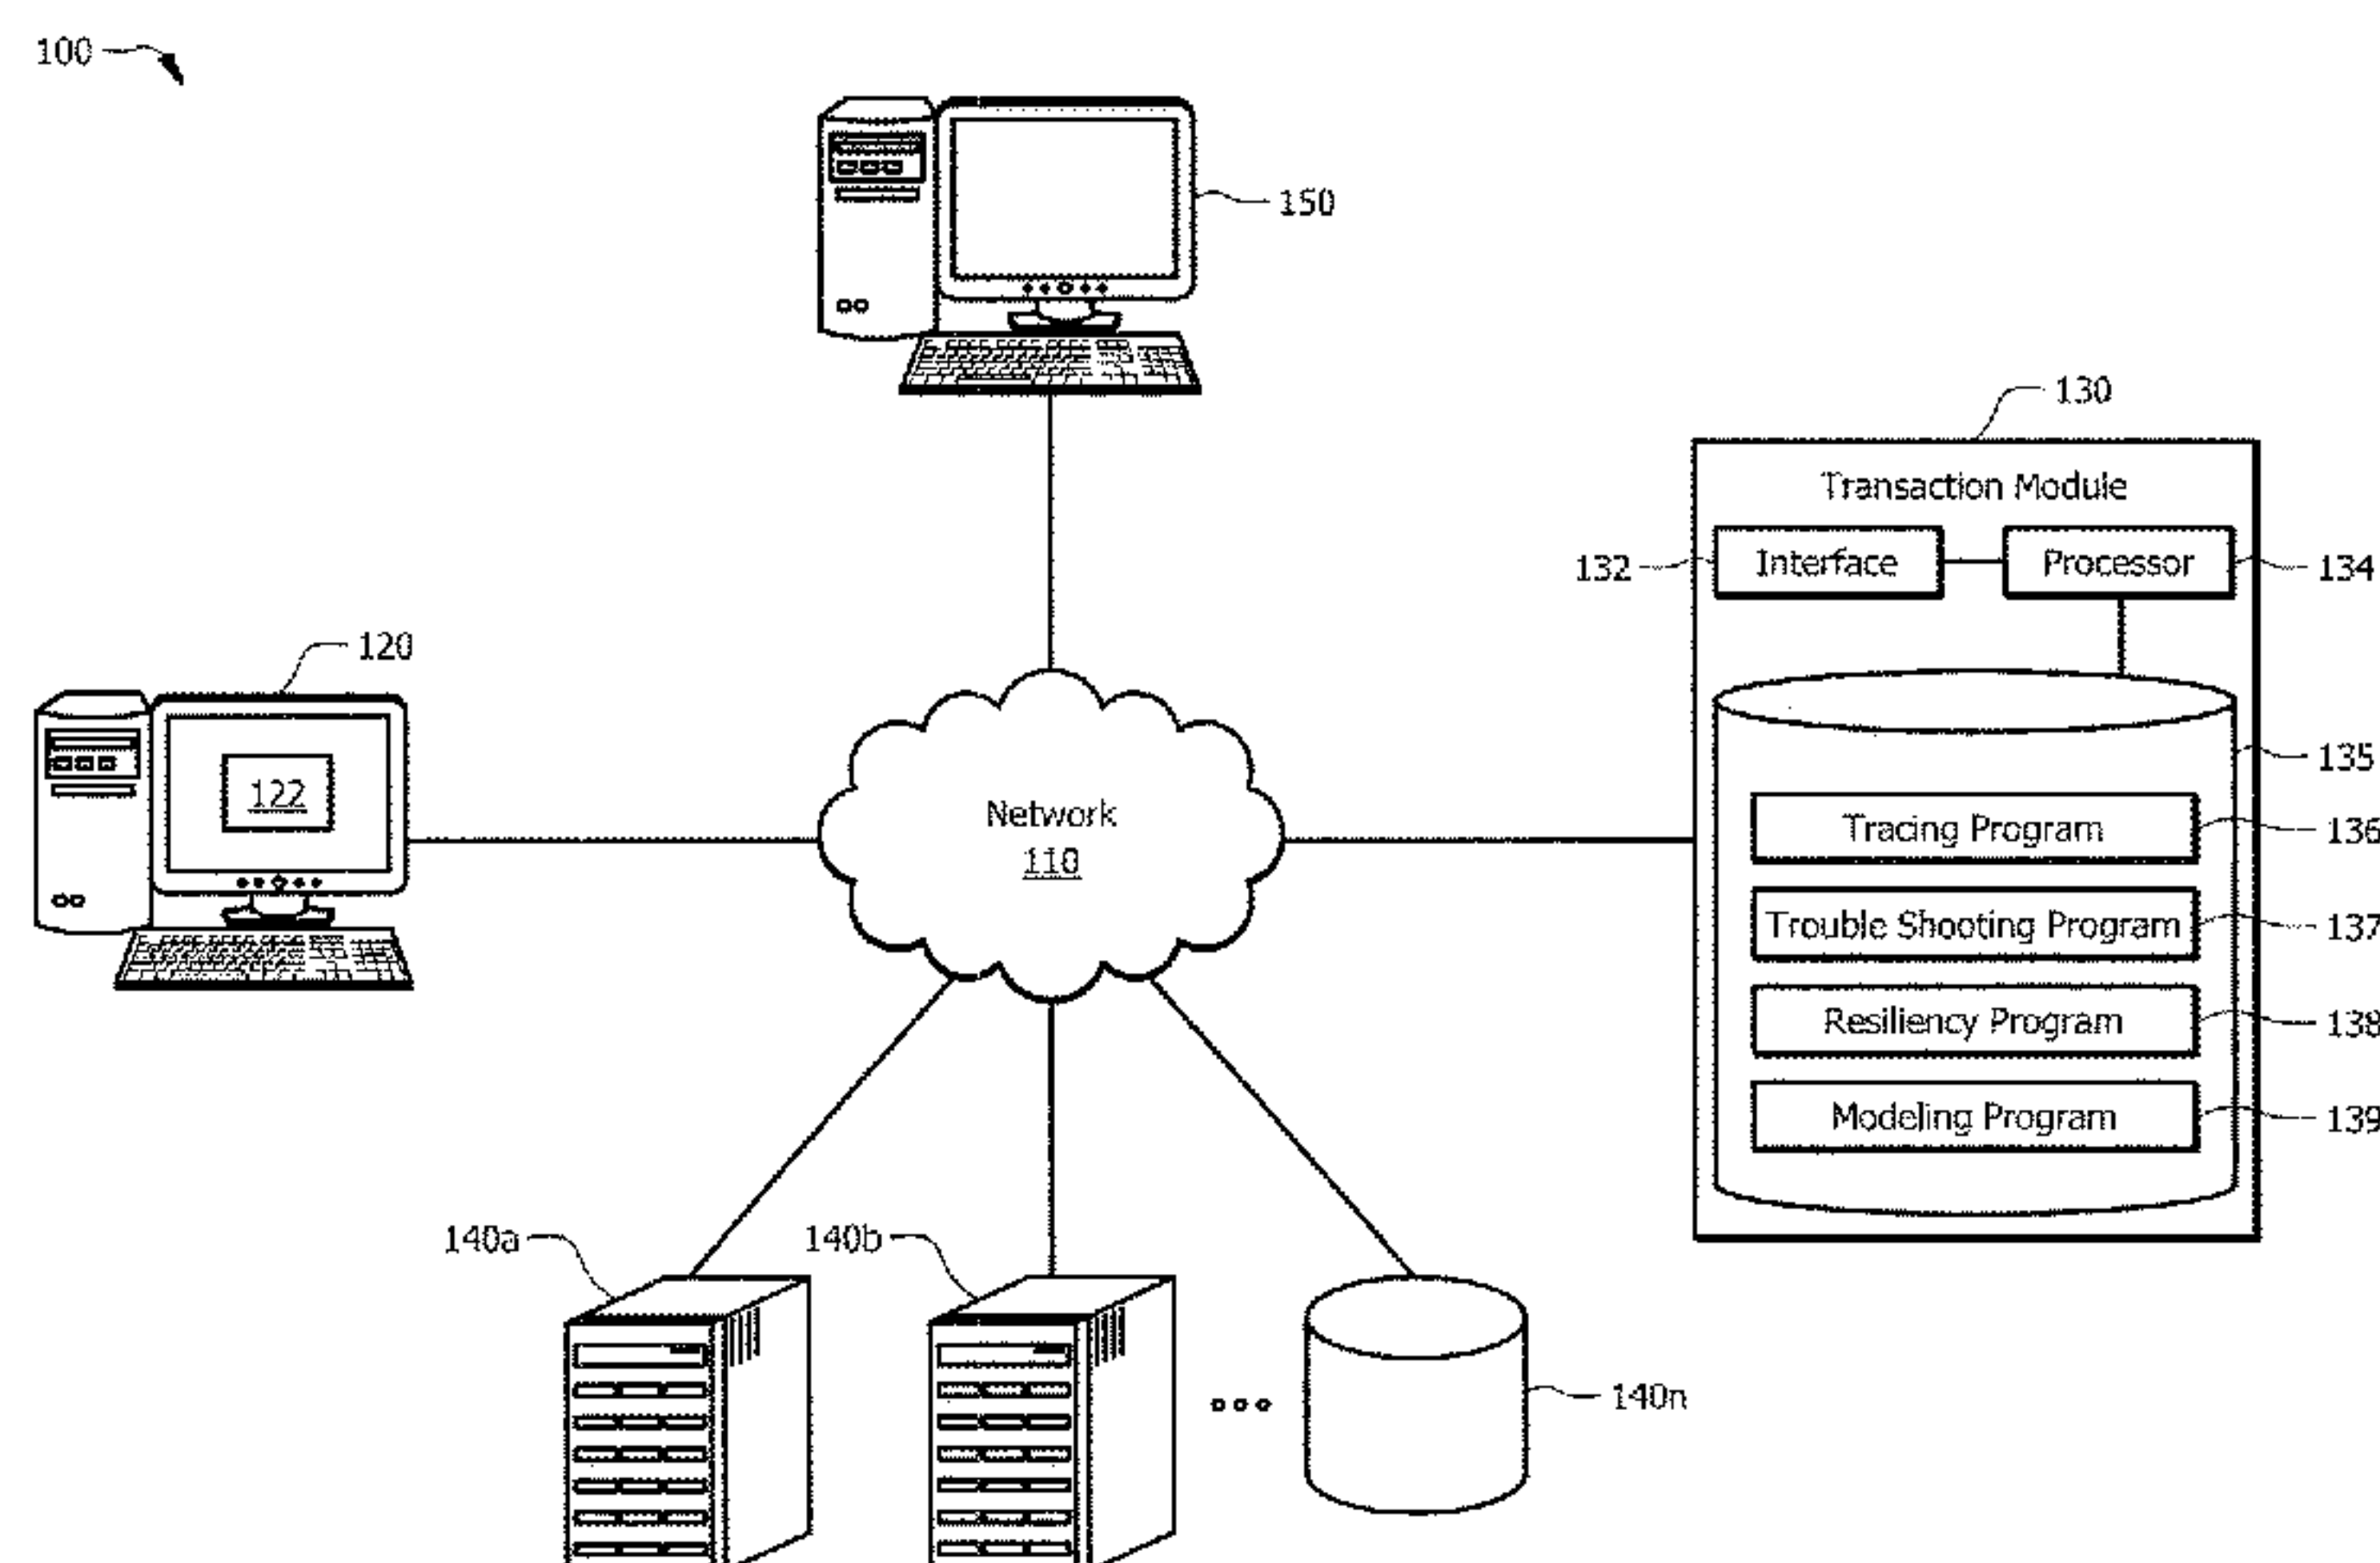 100
150
130
Transaction Module
132
Interface
Processor
134
120
122
135
Network
110
Tracing Program
136
Trouble Shooting Program
137
Resiliency Program
138
Modeling Program
139
140a
140b
140n